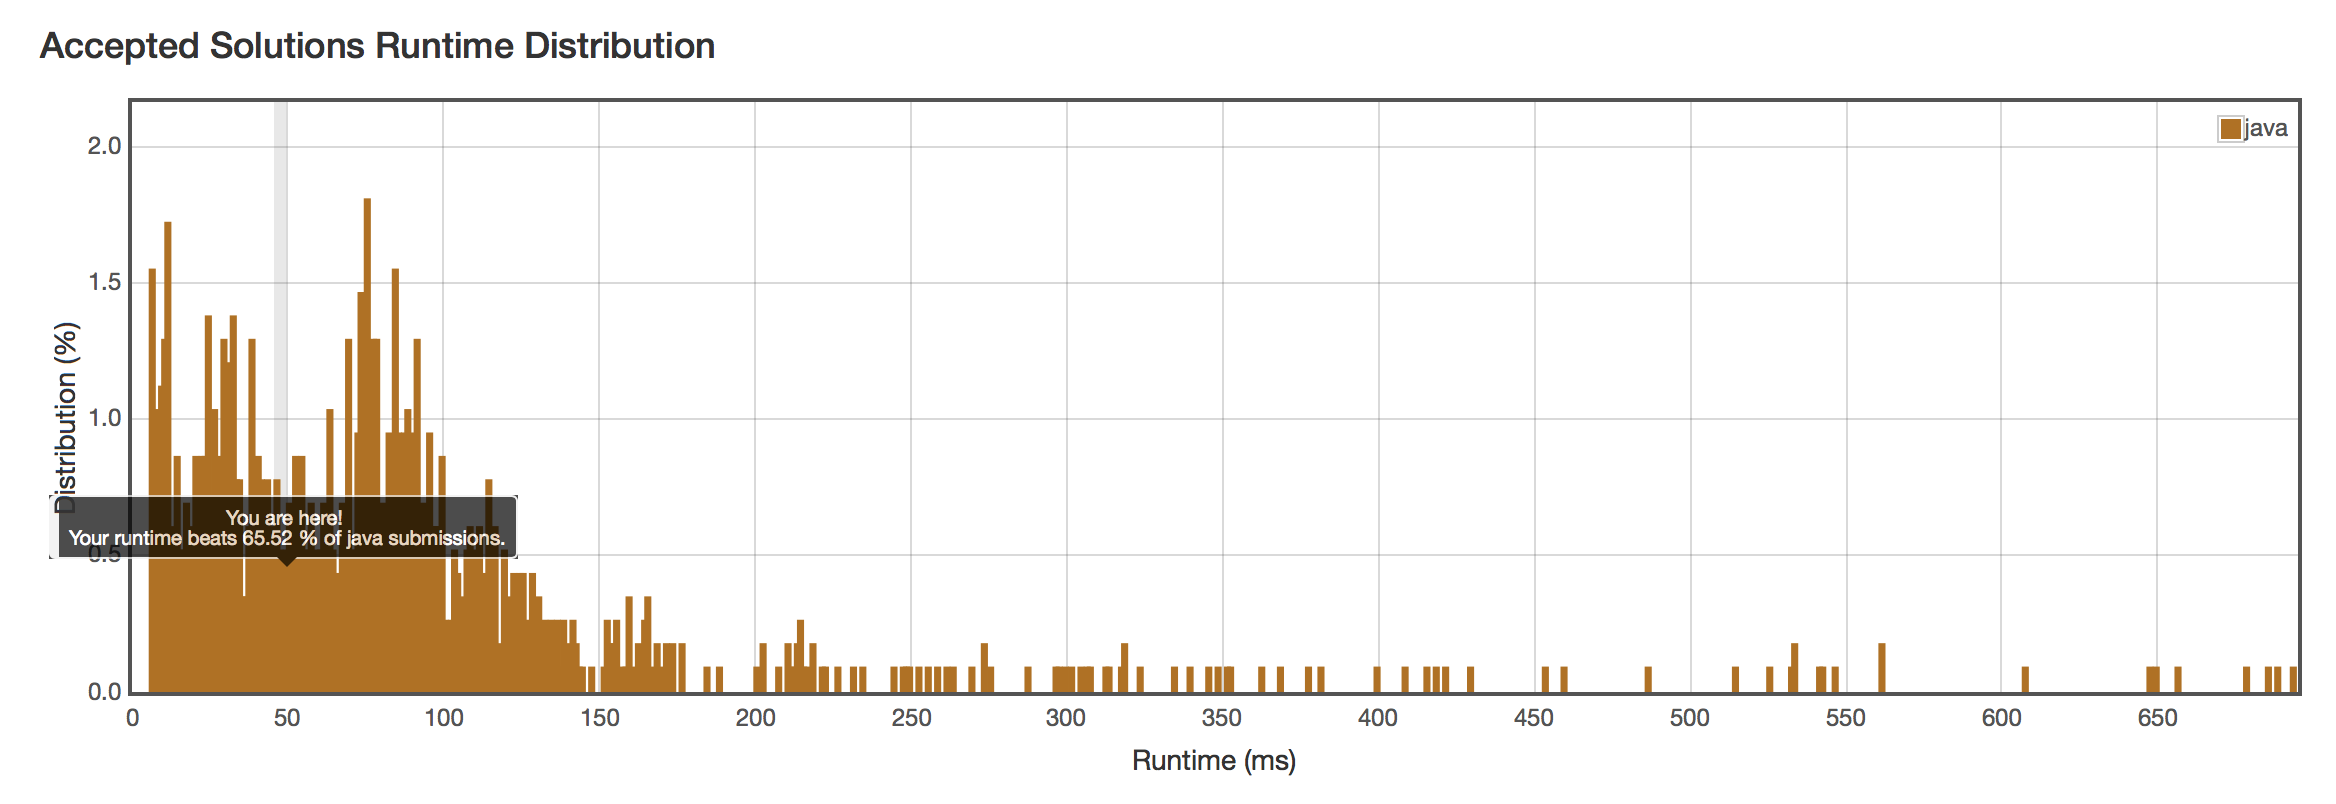 Accepted Solutions Runtime Distribution
java
2.0
1.5
1.0
0.5
0.0
Distribution (%)
You are here!
Your runtime beats 65.52 % of java submissions.
0 50 100 150 200 250 300 350 400 450 500 550 600 650
Runtime (ms)